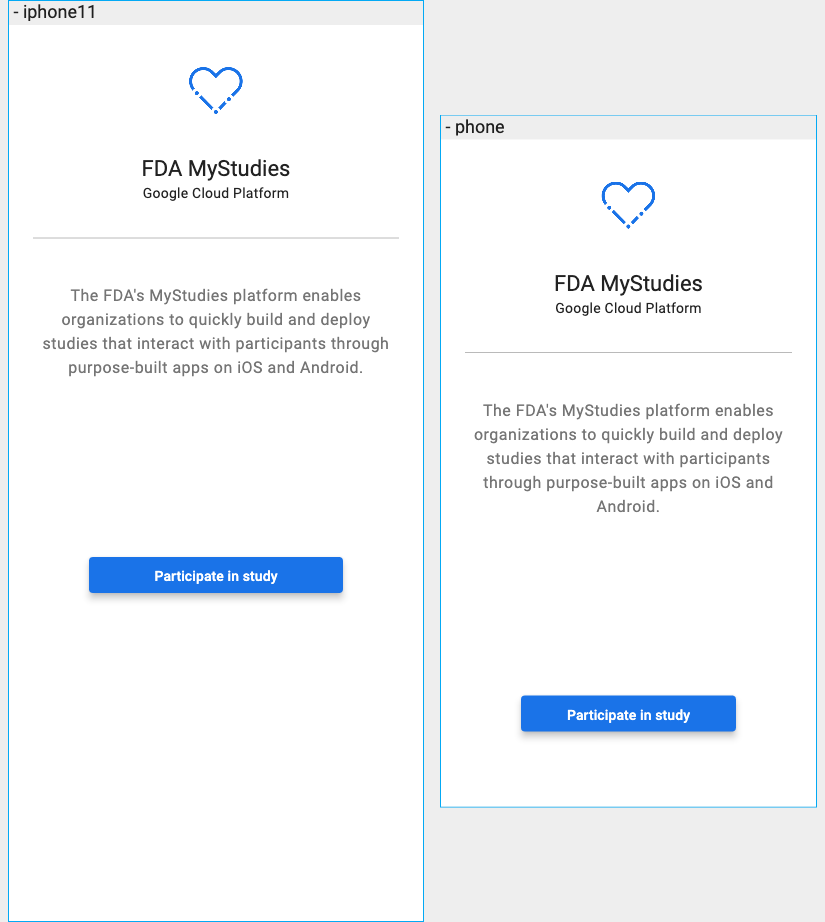 - iphone11
FDA MyStudies
Google Cloud Platform
The FDA's MyStudies platform enables
organizations to quickly build and deploy
studies that interact with participants through
purpose-built apps on iOS and Android.
Participate in study
- phone
FDA MyStudies
Google Cloud Platform
The FDA's MyStudies platform enables
organizations to quickly build and deploy
studies that interact with participants
through purpose-built apps on iOS and
Android.
Participate in study